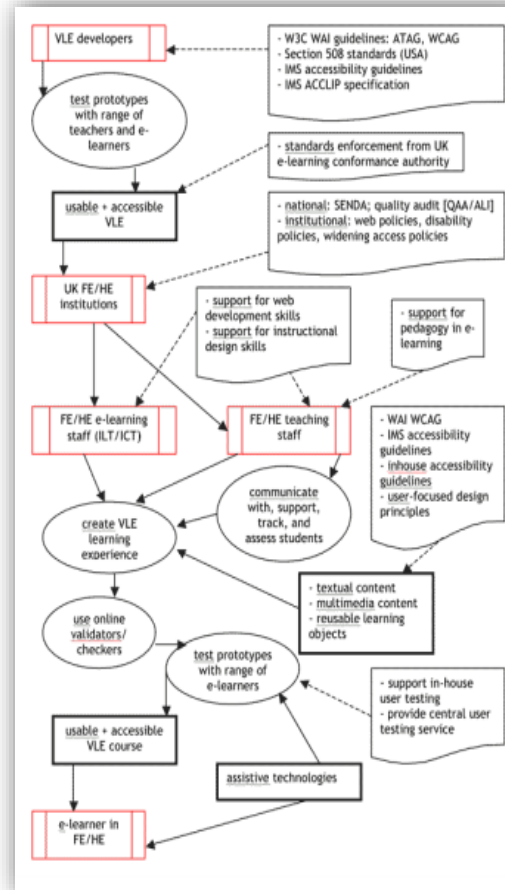 VLE developers
- W3C WAI guidelines: ATAG, WCAG
- Section 508 standards (USA)
- IMS accessibility guidelines
- IMS ACCLIP specification
test prototypes
with range of
teachers and e-
learners
- standards enforcement from UK
e-learning conformance authority
usable + accessible
VLE
- national: SENDA; quality audit [QAA/ALI]
- institutional: web policies, disability
policies, widening access policies
UK FE/HE
institutions
- support for web
development skills
- support for instructional
design skills
- support for
pedagogy in e-
learning
FE/HE e-learning
staff (ILT/ICT)
FE/HE teaching
staff
- WAI WCAG
- IMS accessibility
guidelines
- inhouse accessibility
guidelines
- user-focused design
principles
communicate
with, support,
track, and
assess students
create VLE
learning
experience
- textual content
- multimedia content
- reusable learning
objects
use online
validators/
checkers
test prototypes
with range of
e-learners
- support in-house
user testing
- provide central user
testing service
usable + accessible
VLE course
assistive technologies
e-learner in
FE/HE